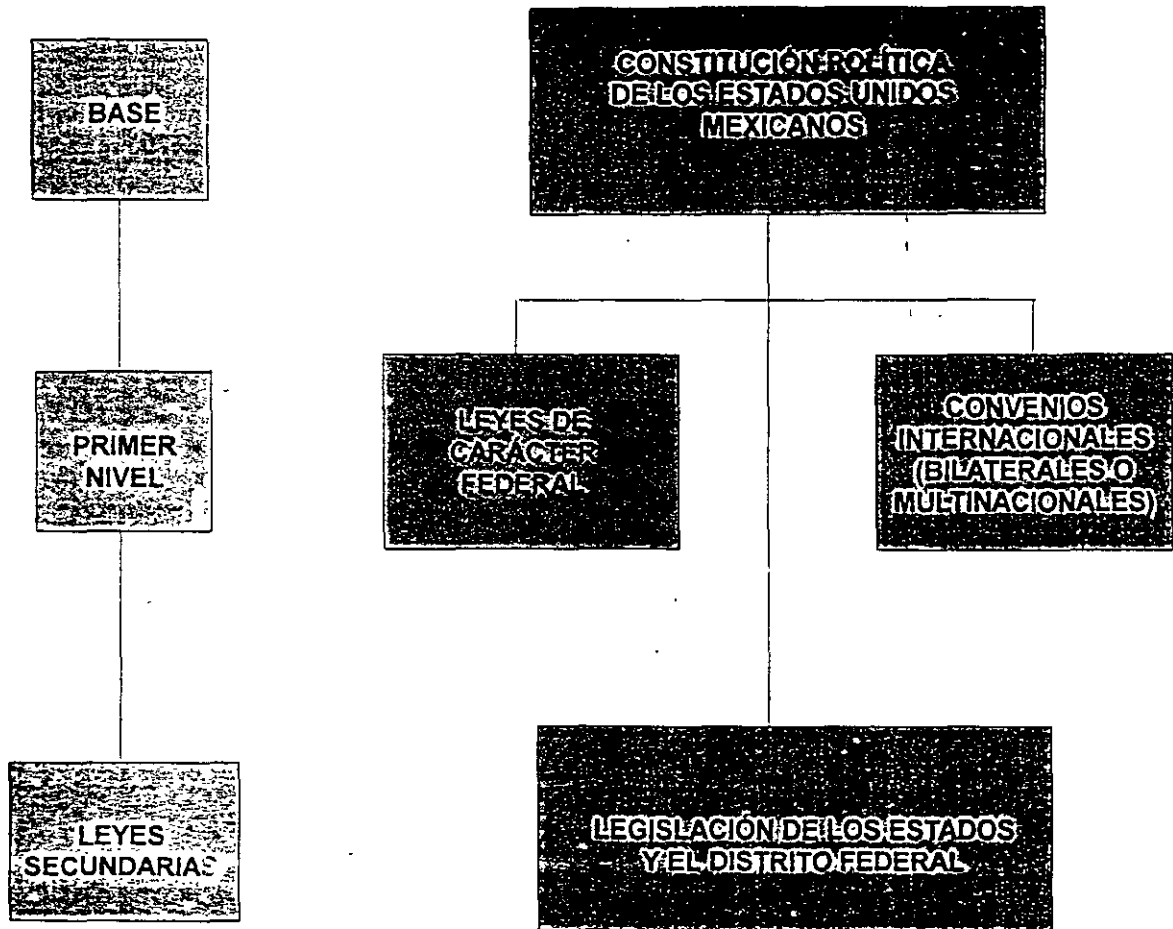 BASE
CONSTITUCIÓN POLÍTICA
DE LOS ESTADOS UNIDOS
MEXICANOS
PRIMER
NIVEL
LEYES DE
CARÁCTER
FEDERAL
CONVENIOS
INTERNACIONALES
(BILATERALES O
MULTINACIONALES)
LEYES
SECUNDARIAS
LEGISLACIÓN DE LOS ESTADOS
Y EL DISTRITO FEDERAL